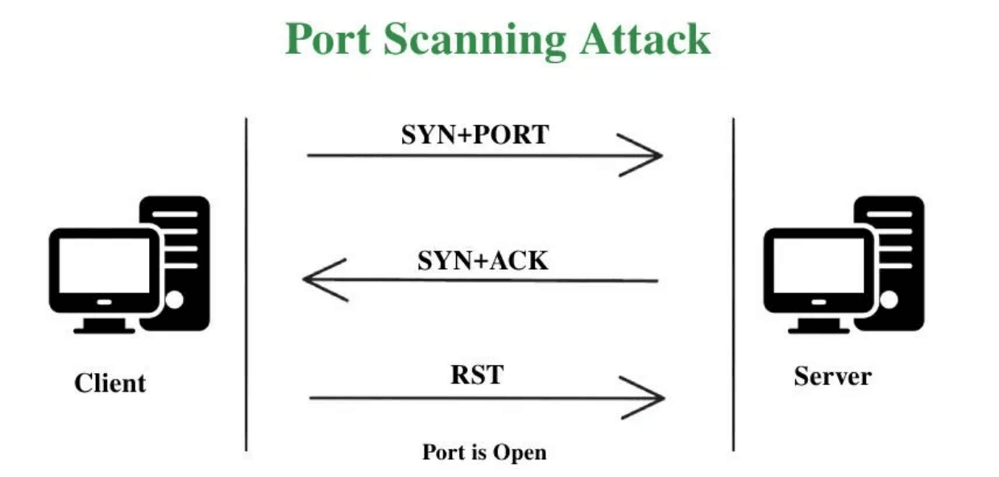 Port Scanning Attack
SYN+PORT
SYN+ACK
RST
Client
Server
Port is Open